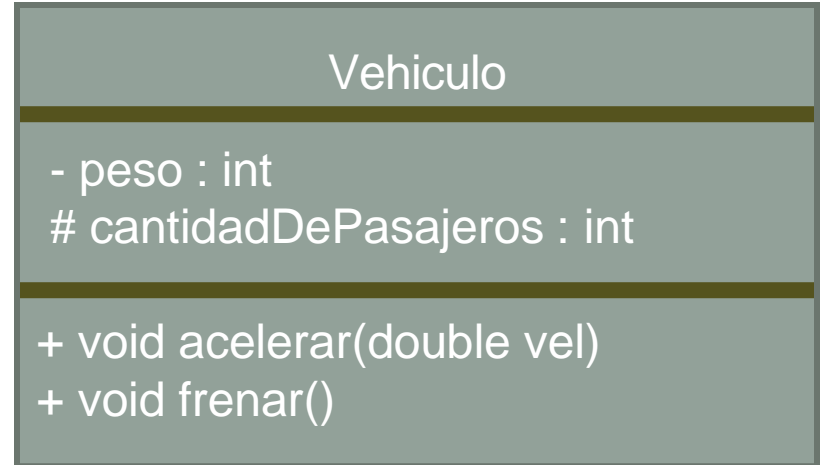 Vehiculo
- peso : int
# cantidadDePasajeros : int
+ void acelerar(double vel)
+ void frenar()